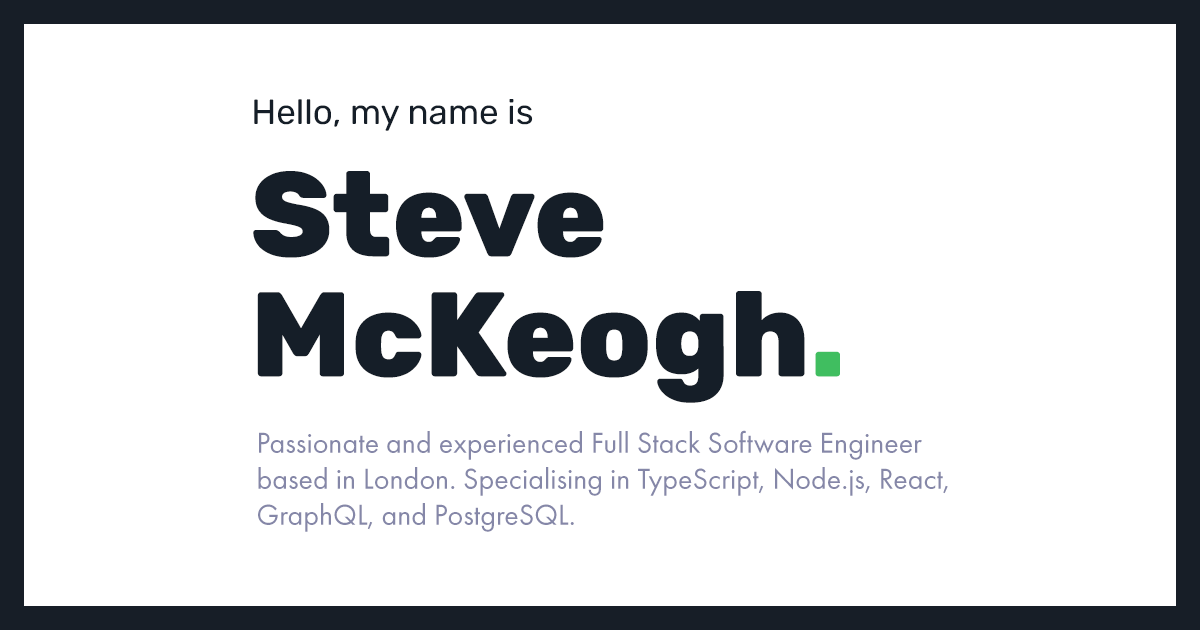 Hello, my name is
Steve
McKeogh.
Passionate and experienced Full Stack Software Engineer
based in London. Specialising in TypeScript, Node.js, React,
GraphQL, and PostgreSQL.